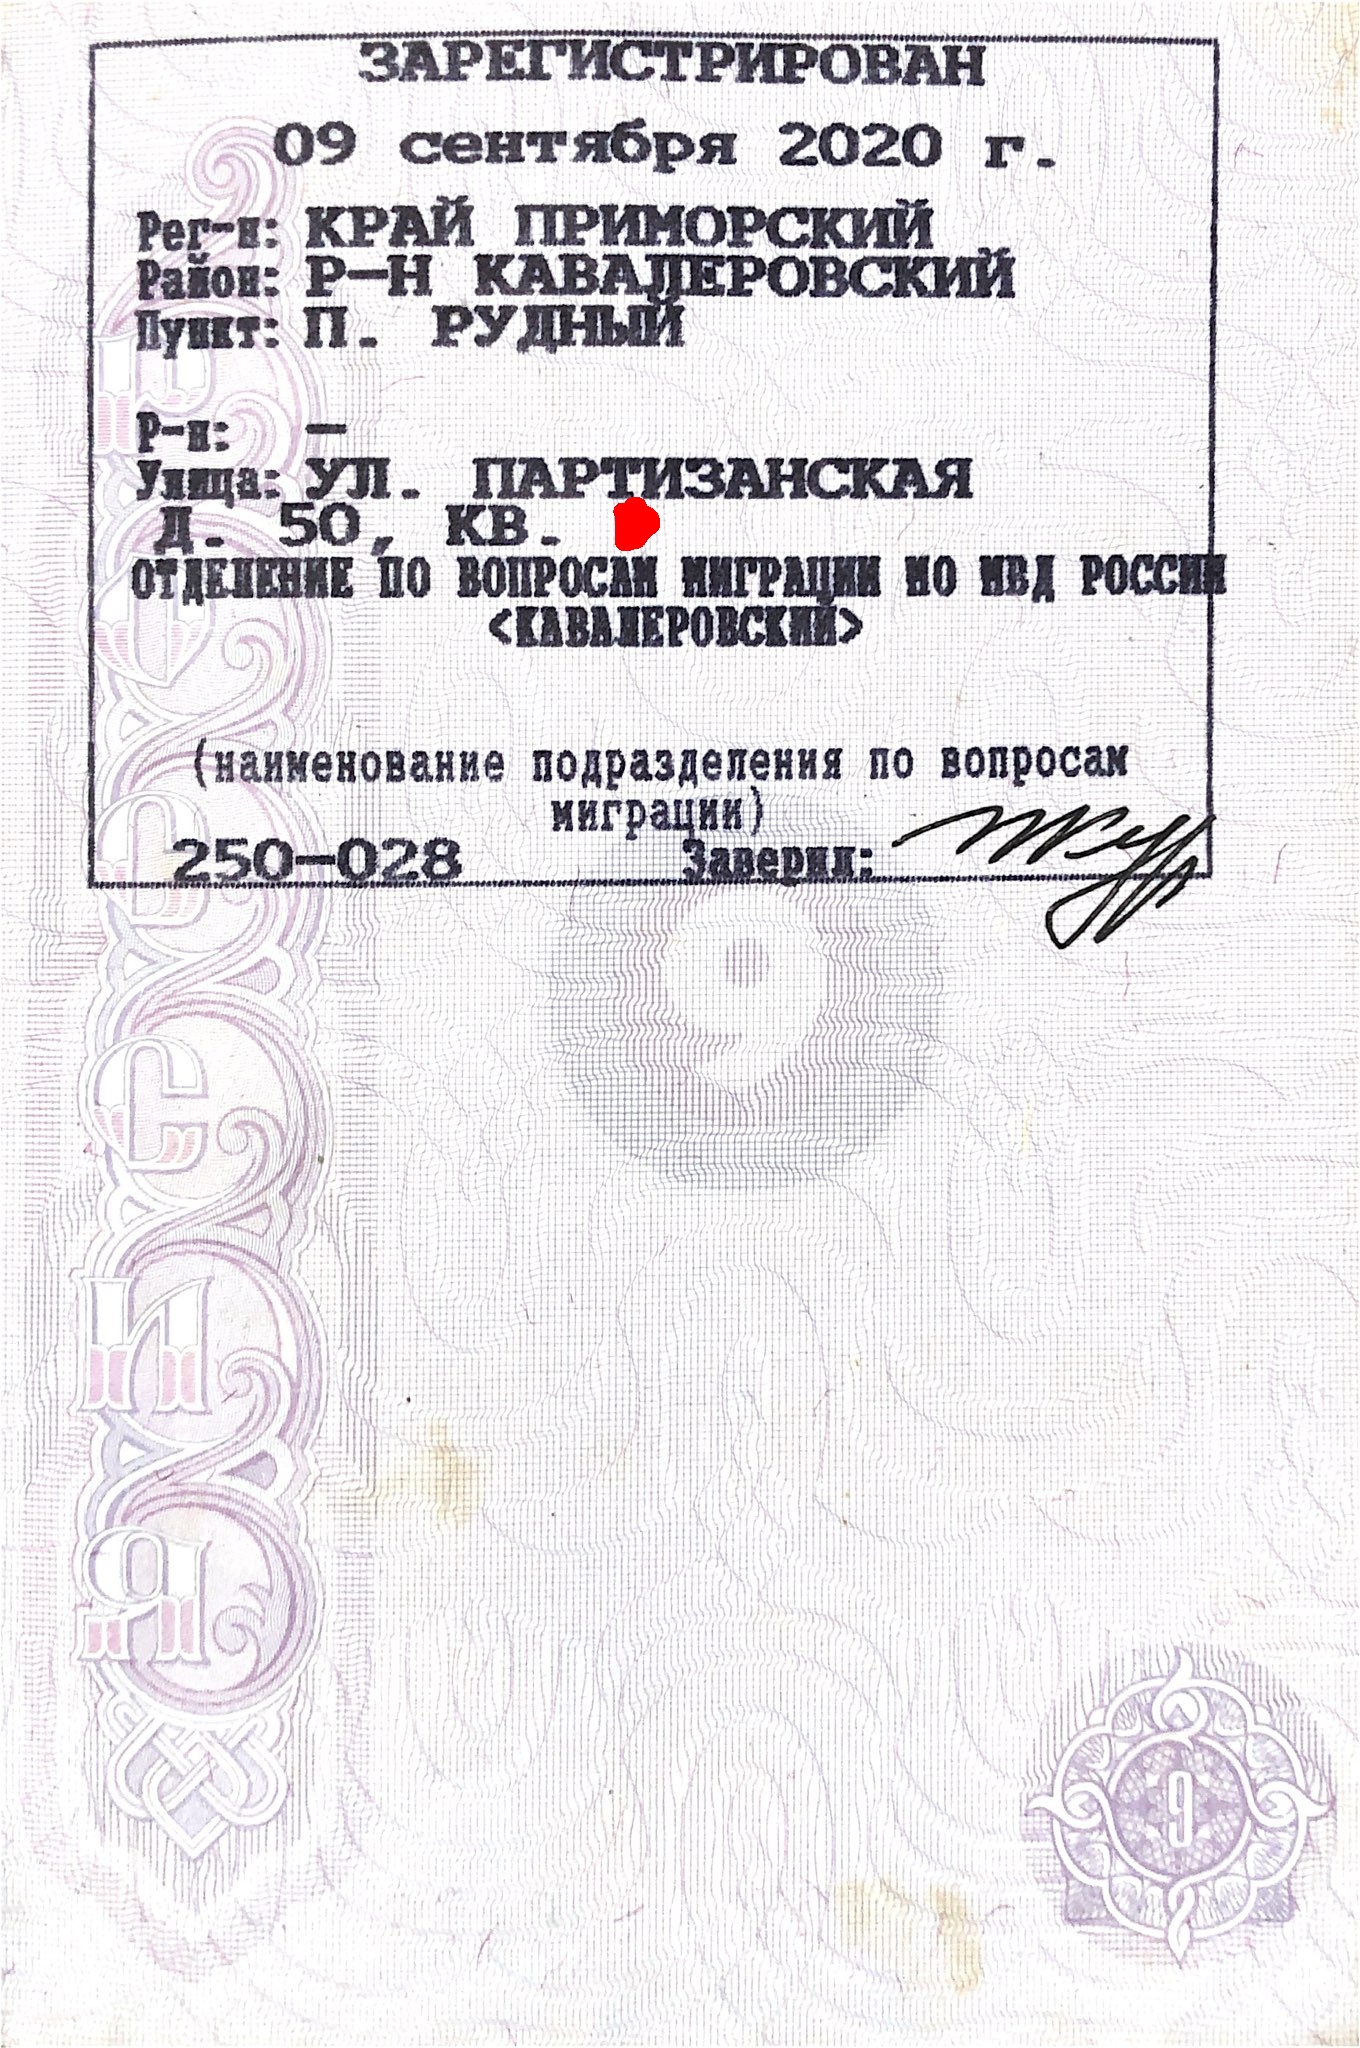 ЗАРЕГИСТРИРОВАН
09 сентября 2020 г.
Рег-н: КРАЙ ПРИМОРСКИЙ
Район: Р-Н КАВАЛЕРОВСКИЙ
Пункт: П. РУДНЫЙ
Р-н: –
Улица: УЛ. ПАРТИЗАНСКАЯ
Д. 50, КВ.
ОТДЕЛЕНИЕ ПО ВОПРОСАМ МИГРАЦИИ МО МВД РОССИИ
<КАВАЛЕРОВСКИЙ>
(наименование подразделения по вопросам
миграции)
250-028 Заверил:
9
РОССИЯ
9